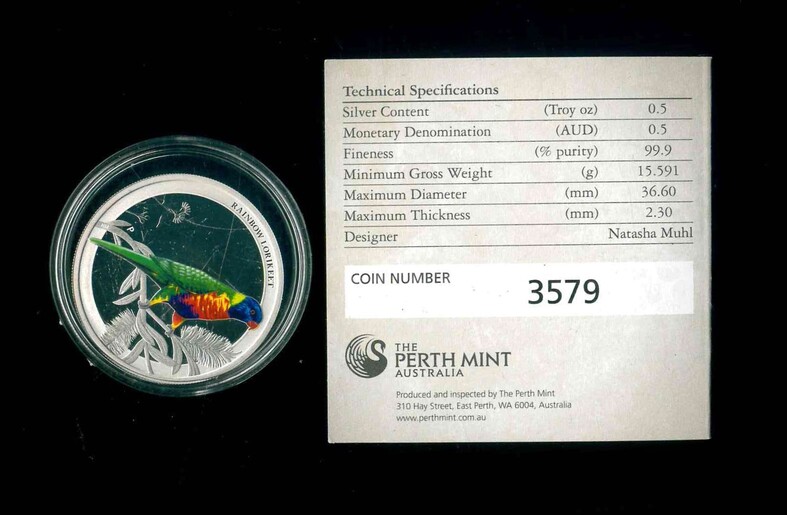 RAINBOW LORIKEET
P
Technical Specifications
Silver Content (Troy oz) 0.5
Monetary Denomination (AUD) 0.5
Fineness (% purity) 99.9
Minimum Gross Weight (g) 15.591
Maximum Diameter (mm) 36.60
Maximum Thickness (mm) 2.30
Designer Natasha Muhl
COIN NUMBER 3579
THE
PERTH MINT
AUSTRALIA
Produced and inspected by The Perth Mint
310 Hay Street, East Perth, WA 6004, Australia
www.perthmint.com.au